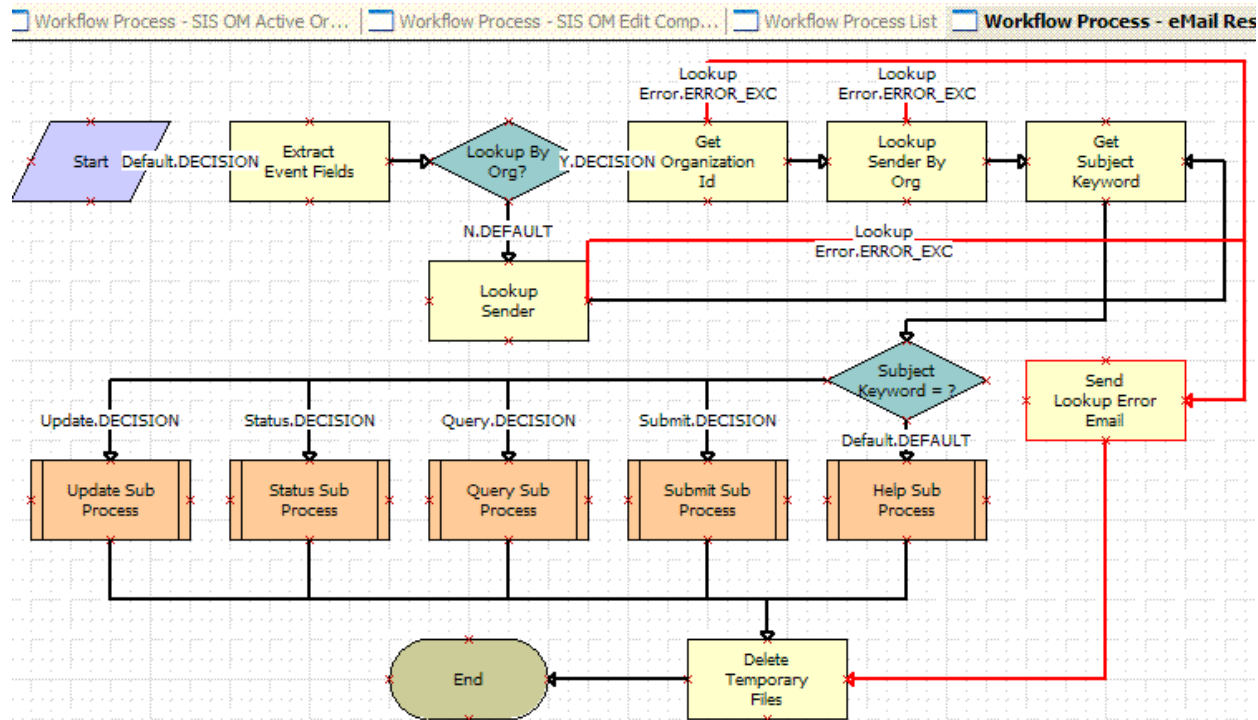 Workflow Process - SIS OM Active Or...
Workflow Process - SIS OM Edit Comp...
Workflow Process List
Workflow Process - eMail Res
Lookup
Error.ERROR_EXC
Lookup
Error.ERROR_EXC
Start
Default.DECISION
Extract
Event Fields
Lookup By
Org?
Y.DECISION
Get
Organization
Id
Lookup
Sender By
Org
Get
Subject
Keyword
N.DEFAULT
Lookup
Error.ERROR_EXC
Lookup
Sender
Subject
Keyword = ?
Send
Lookup Error
Email
Update.DECISION
Status.DECISION
Query.DECISION
Submit.DECISION
Default.DEFAULT
Update Sub
Process
Status Sub
Process
Query Sub
Process
Submit Sub
Process
Help Sub
Process
End
Delete
Temporary
Files